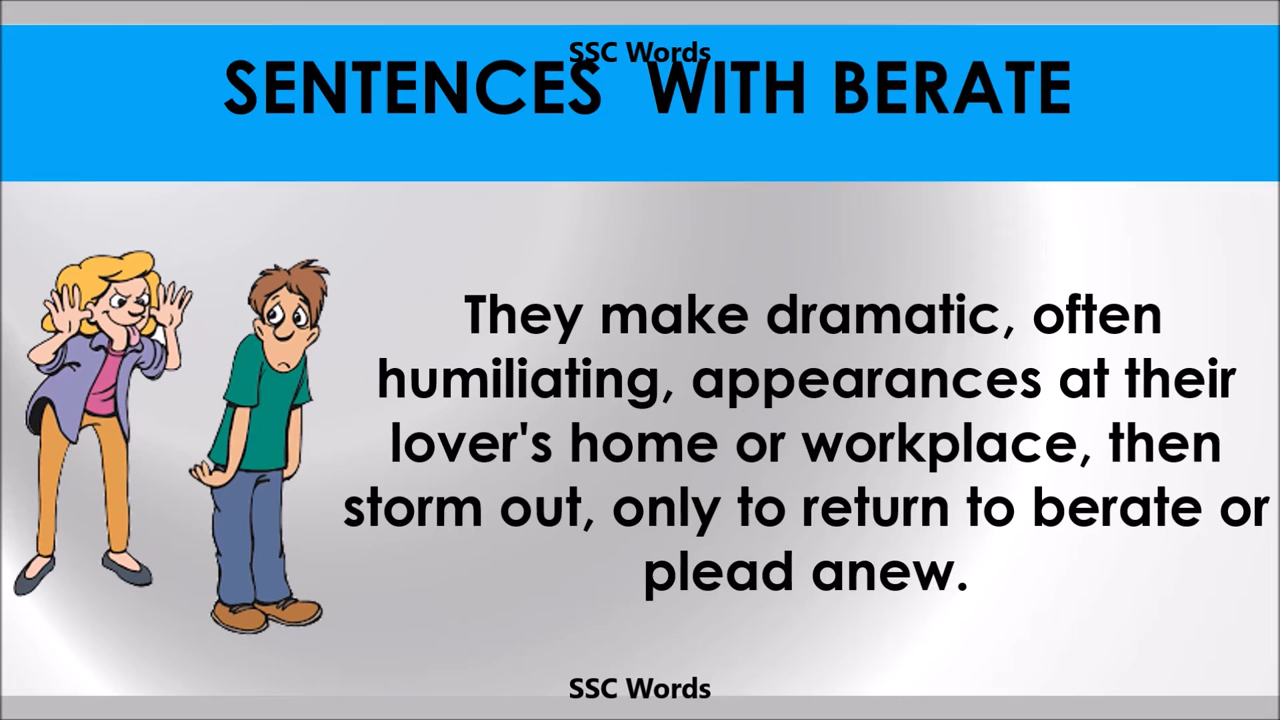 SSC Words
SENTENCES WITH BERATE
They make dramatic, often
humiliating, appearances at their
lover's home or workplace, then
storm out, only to return to berate or
plead anew.
SSC Words